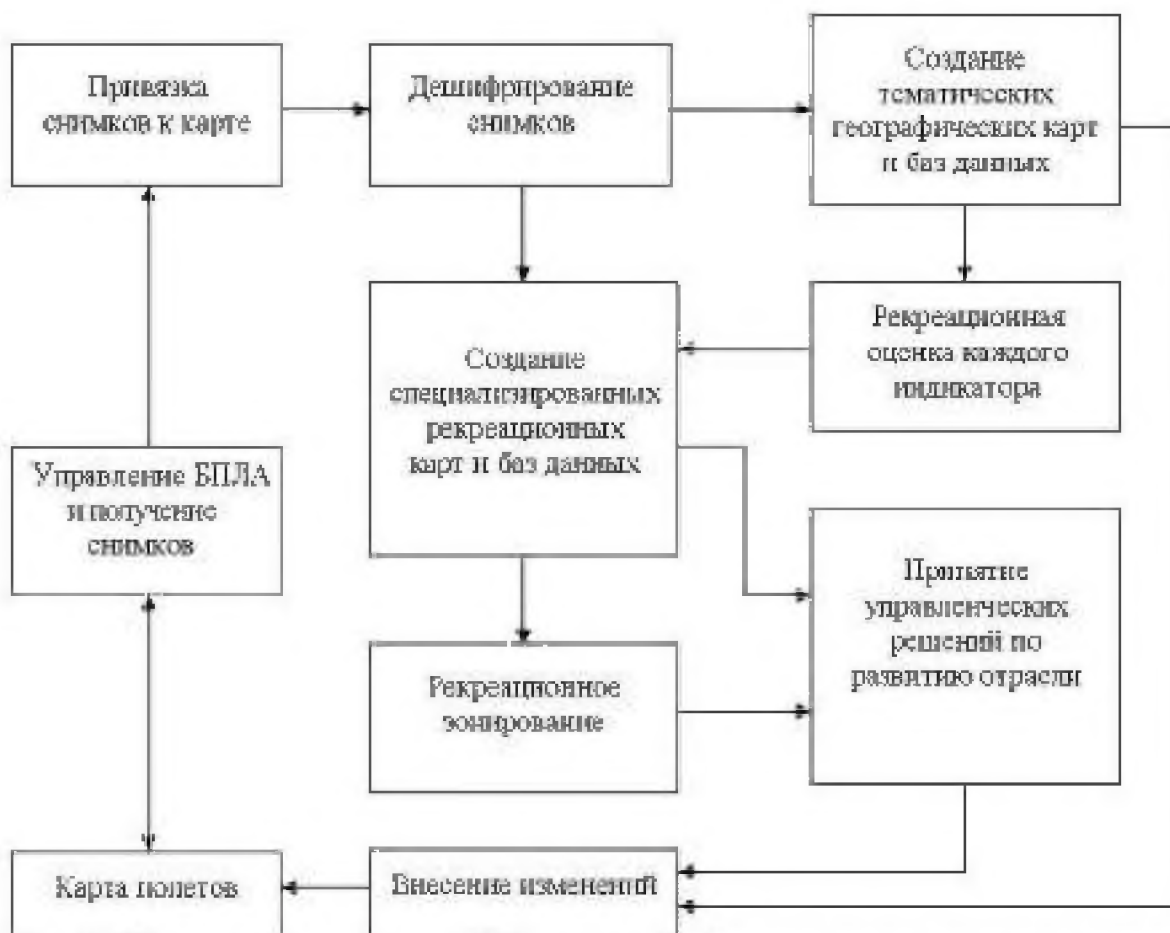 Привязка
снимков к карте
Дешифрирование
снимков
Создание
тематических
географических карт
и баз данных
Рекреационная
оценка каждого
индикатора
Создание
специализированных
рекреационных
карт и баз данных
Управление БПЛА
и получение
снимков
Принятие
управленческих
решений по
развитию отрасли
Рекреационное
зонирование
Карта полетов
Внесение изменений